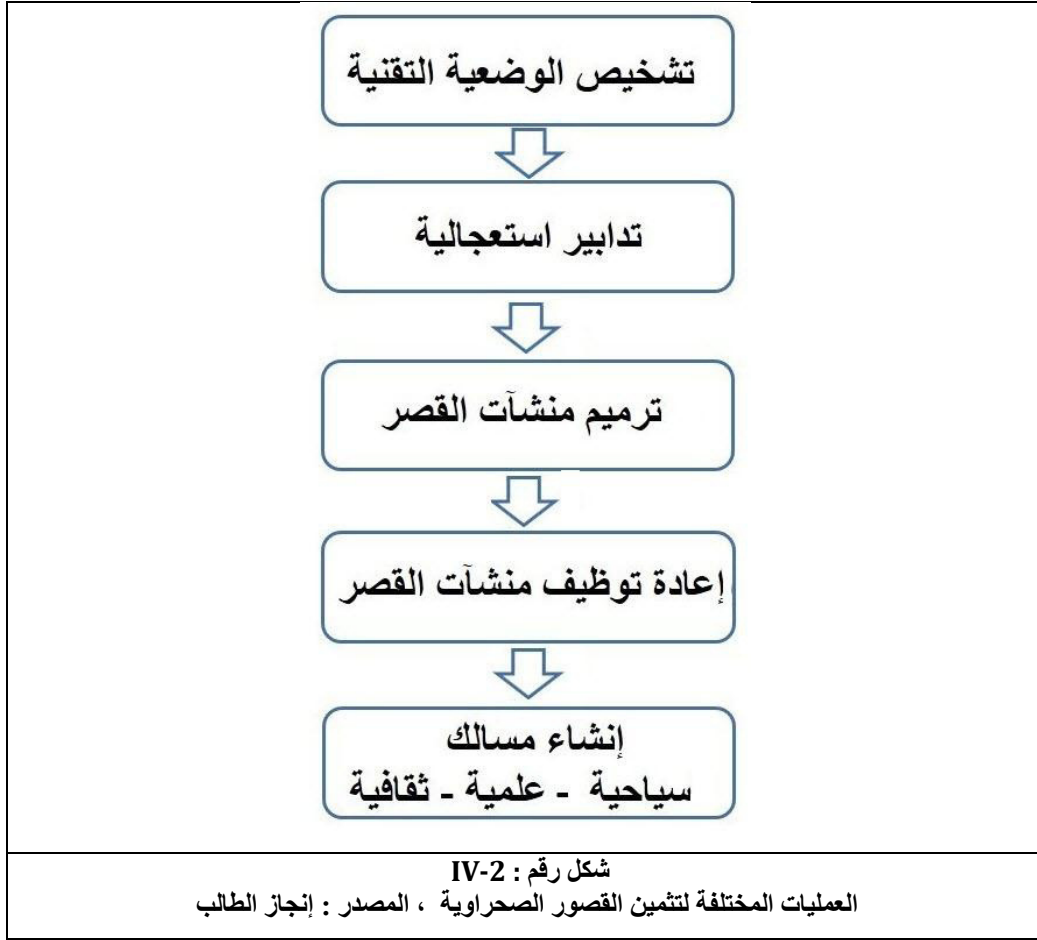 تشخيص الوضعية التقنية
تدابير استعجالية
ترميم منشآت القصر
إعادة توظيف منشآت القصر
إنشاء مسالك
سياحية - علمية - ثقافية
شكل رقم : IV-2
العمليات المختلفة لتثمين القصور الصحراوية ، المصدر : إنجاز الطالب